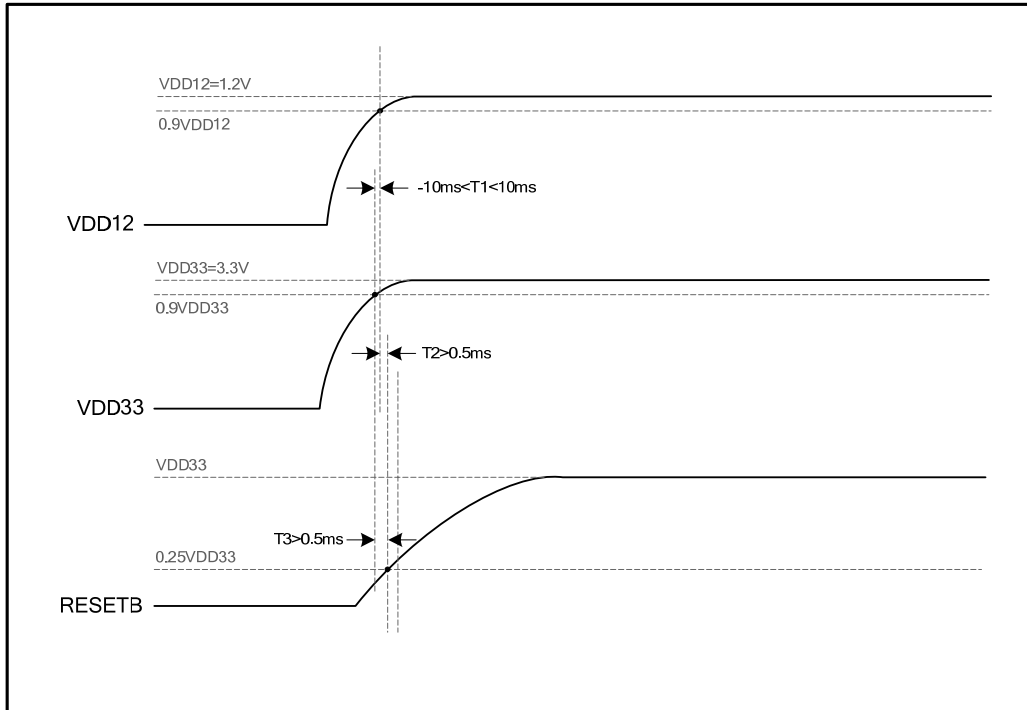 VDD12=1.2V
0.9VDD12
-10ms<T1<10ms
VDD12
VDD33=3.3V
0.9VDD33
T2>0.5ms
VDD33
VDD33
T3>0.5ms
0.25VDD33
RESETB